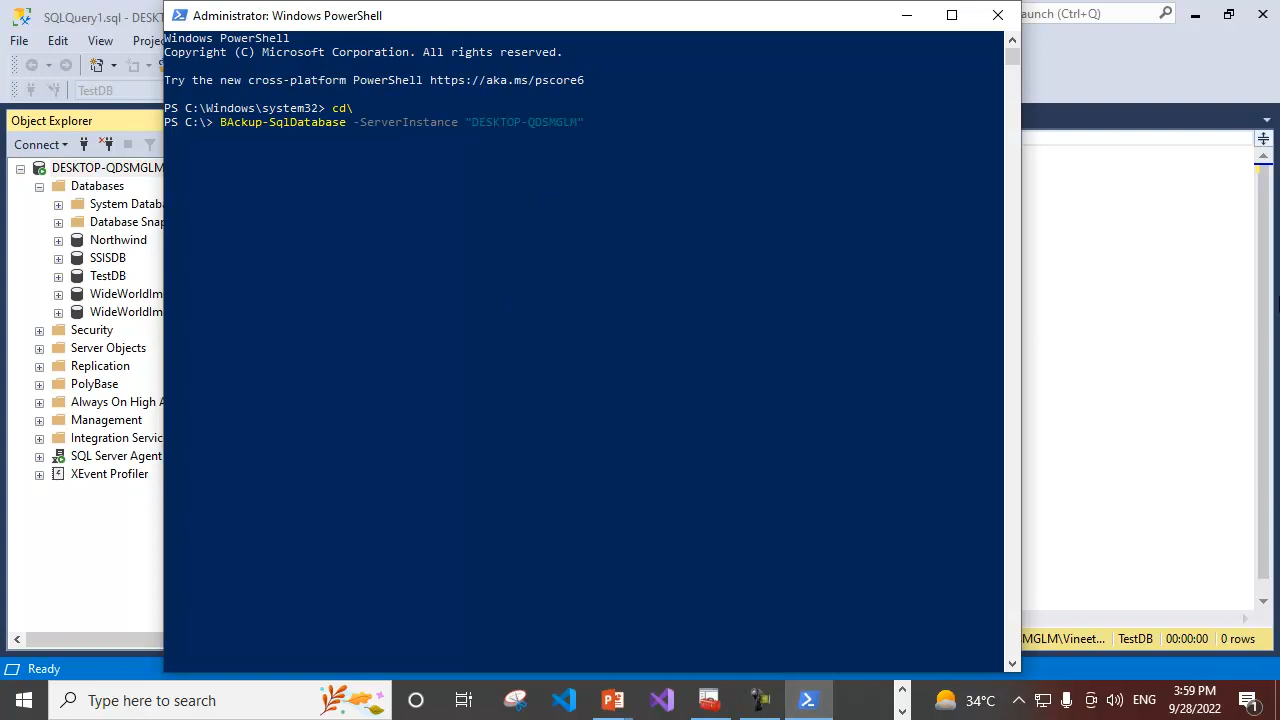 SQLQuery1.sql - DESKT
Administrator: Windows PowerShell
aunch (Ctrl+Q)
File Edit View Proje
TestDB
Object Explorer
Connect
DESKTOP-QDSMGLM
Databases
System Databa
Database Snap
Northwind
SSISDB
TestDB
WideWorldIm
WideWorldIm
Security
Server Objects
Replication
PolyBase
Always On High A
Management
Integration Servic
SQL Server Agent
XEvent Profiler
Windows PowerShell
Copyright (C) Microsoft Corporation. All rights reserved.
Try the new cross-platform PowerShell https://aka.ms/pscore6
PS C:\Windows\system32> cd\
PS C:\> BAckup-SqlDatabase -ServerInstance "DESKTOP-QDSMGLM"
MGLM\Vineet... TestDB 00:00:00 0 rows
Ready
Type here to search
34°C
ENG
3:59 PM
9/28/2022
1